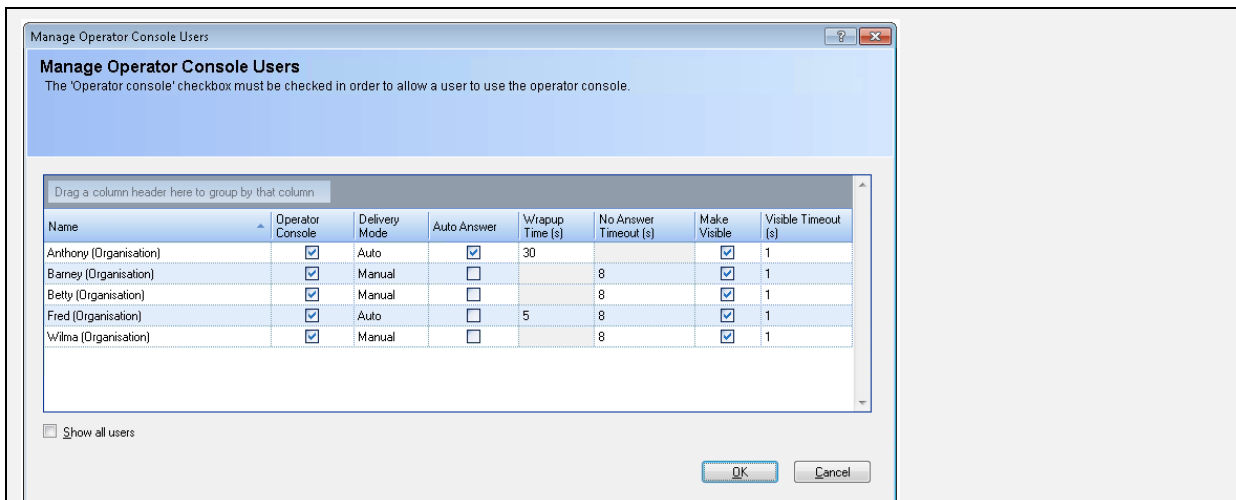 Manage Operator Console Users
Manage Operator Console Users
The 'Operator console' checkbox must be checked in order to allow a user to use the operator console.
Drag a column header here to group by that column
Name Operator Console Delivery Mode Auto Answer Wrapup Time (s) No Answer Timeout (s) Make Visible Visible Timeout (s)
Anthony (Organisation) Auto 30 1
Barney (Organisation) Manual 8 1
Betty (Organisation) Manual 8 1
Fred (Organisation) Auto 5 8 1
Wilma (Organisation) Manual 8 1
Show all users
OK Cancel